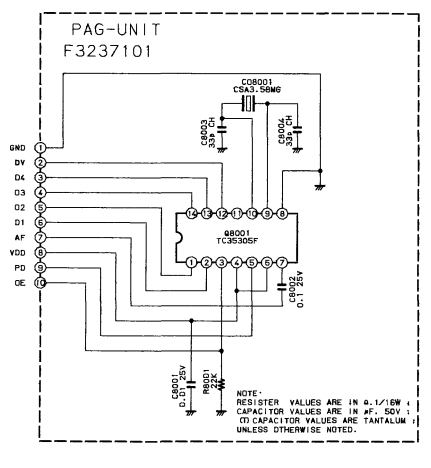 PAG-UNIT
F3237101
CO8001
CSA3.58MG
C8003
33p CH
C8004
33p CH
GND 1
DV 2
D4 3
D3 4
D2 5
D1 6
AF 7
VDD 8
PD 9
OE 10
14 13 12 11 10 9 8
Q8001
TC35305F
1 2 3 4 5 6 7
C8002
0.1 25V
C8001
0.01 25V
R8001
22K
NOTE·
RESISTER VALUES ARE IN Ω.1/16W ;
CAPACITOR VALUES ARE IN µF. 50V ;
(T) CAPACITOR VALUES ARE TANTALUM ;
UNLESS OTHERWISE NOTED.